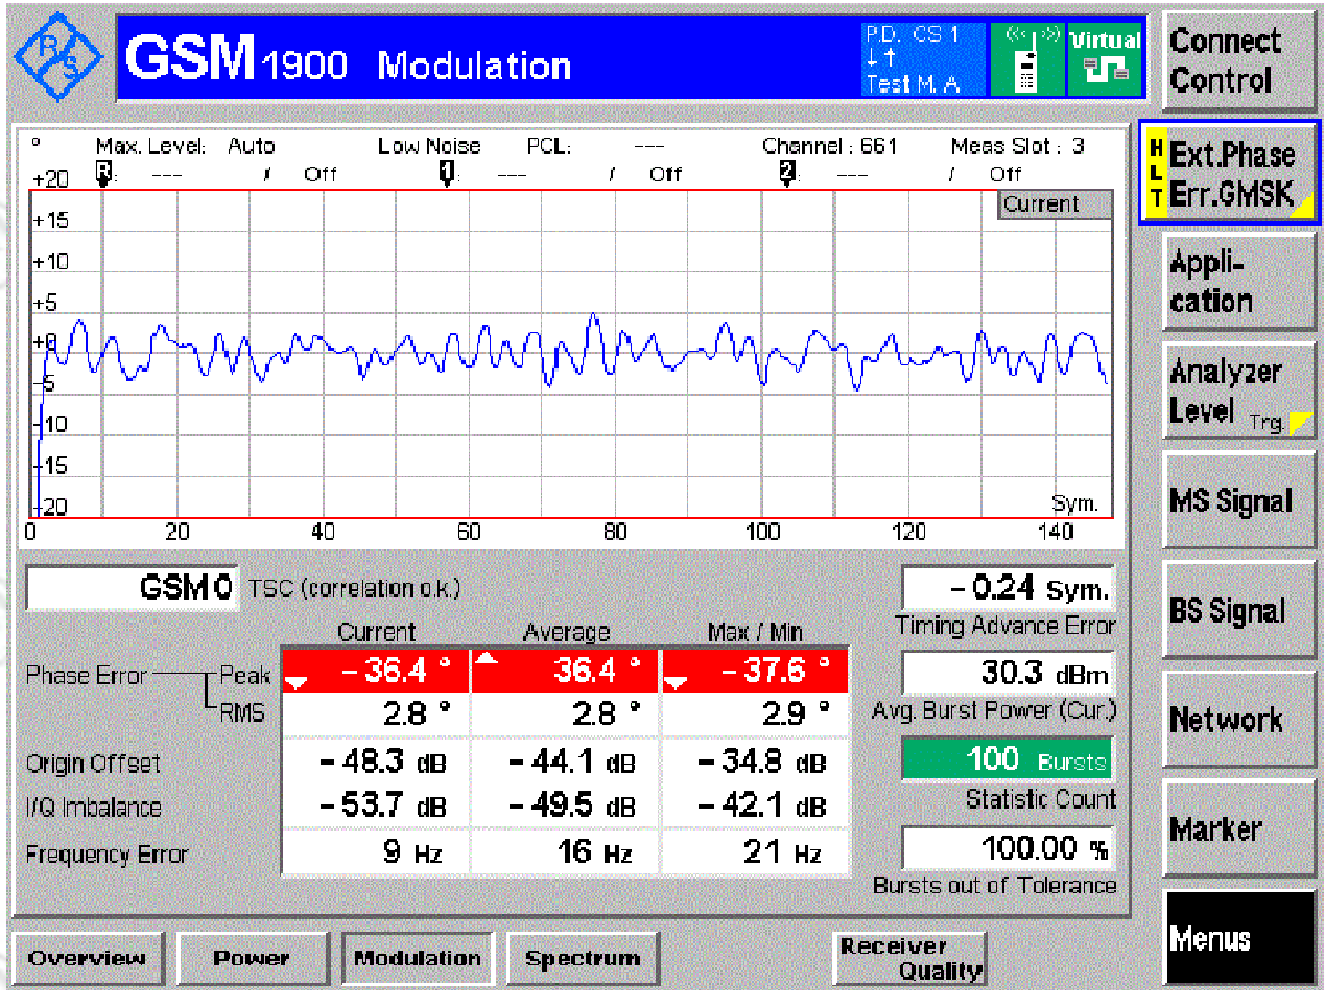 R S
GSM 1900 Modulation
PD. CS 1
↓↑
Test M. A.
Virtual
Connect
Control
Max. Level: Auto Low Noise PCL: --- Channel : 661 Meas Slot : 3
R: --- / Off 1: --- / Off 2: --- / Off
Current
+20
+15
+10
+5
+0
-5
-10
-15
-20
Sym.
0 20 40 60 80 100 120 140
HLT
Ext.Phase
Err.GMSK
Appli-
cation
Analyzer
Level Trg.
MS Signal
BS Signal
Network
Marker
Menus
GSM 0 TSC (correlation o.k.)
- 0.24 Sym.
Timing Advance Error
Current Average Max / Min
Phase Error Peak - 36.4 ° 36.4 ° - 37.6 °
30.3 dBm
RMS 2.8 ° 2.8 ° 2.9 °
Avg. Burst Power (Cur.)
Origin Offset - 48.3 dB - 44.1 dB - 34.8 dB
100 Bursts
I/Q Imbalance - 53.7 dB - 49.5 dB - 42.1 dB
Statistic Count
Frequency Error 9 Hz 16 Hz 21 Hz
100.00 %
Bursts out of Tolerance
Overview Power Modulation Spectrum
Receiver
Quality